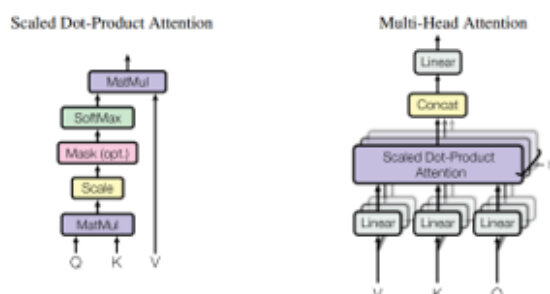 Scaled Dot-Product Attention
MatMul
SoftMax
Mask (opt.)
Scale
MatMul
Q K V
Multi-Head Attention
Linear
Concat
Scaled Dot-Product
Attention
Linear Linear Linear
V K Q